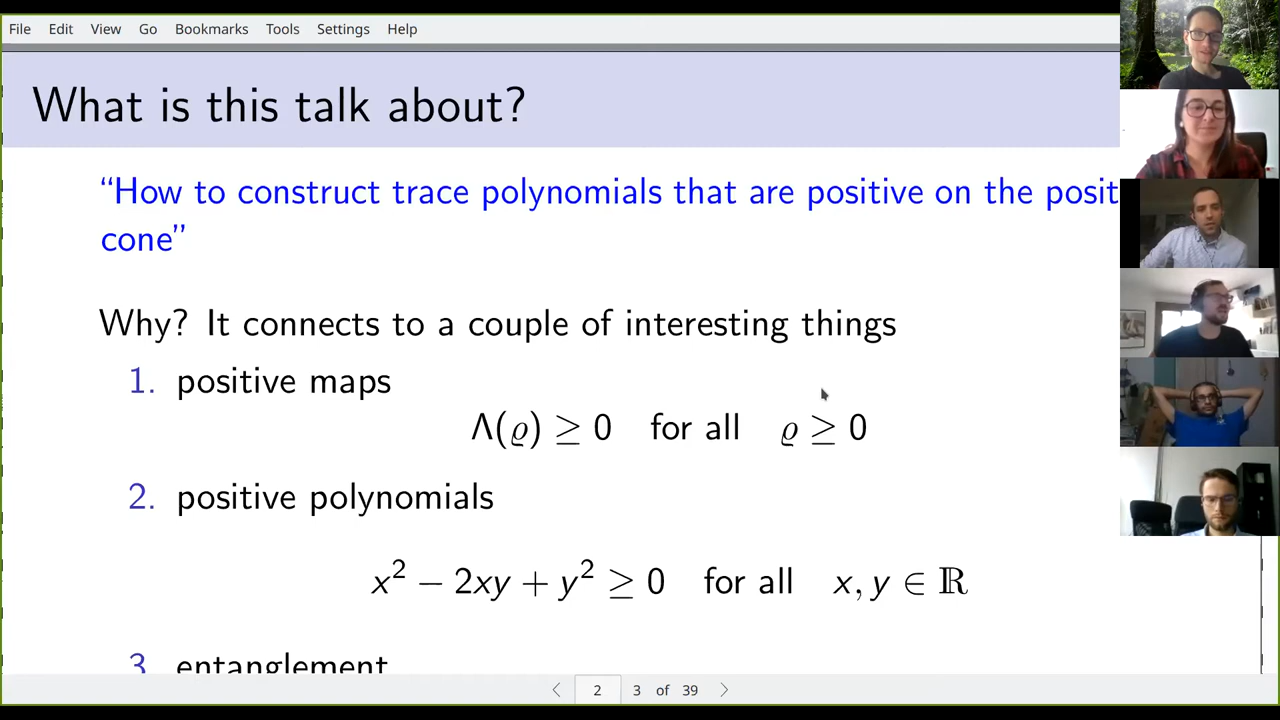 File Edit View Go Bookmarks Tools Settings Help
What is this talk about?
“How to construct trace polynomials that are positive on the posit
cone”
Why? It connects to a couple of interesting things
1. positive maps
Λ(ϱ) ≥ 0 for all ϱ ≥ 0
2. positive polynomials
x² − 2xy + y² ≥ 0 for all x, y ∈ ℝ
3. entanglement
2 3 of 39